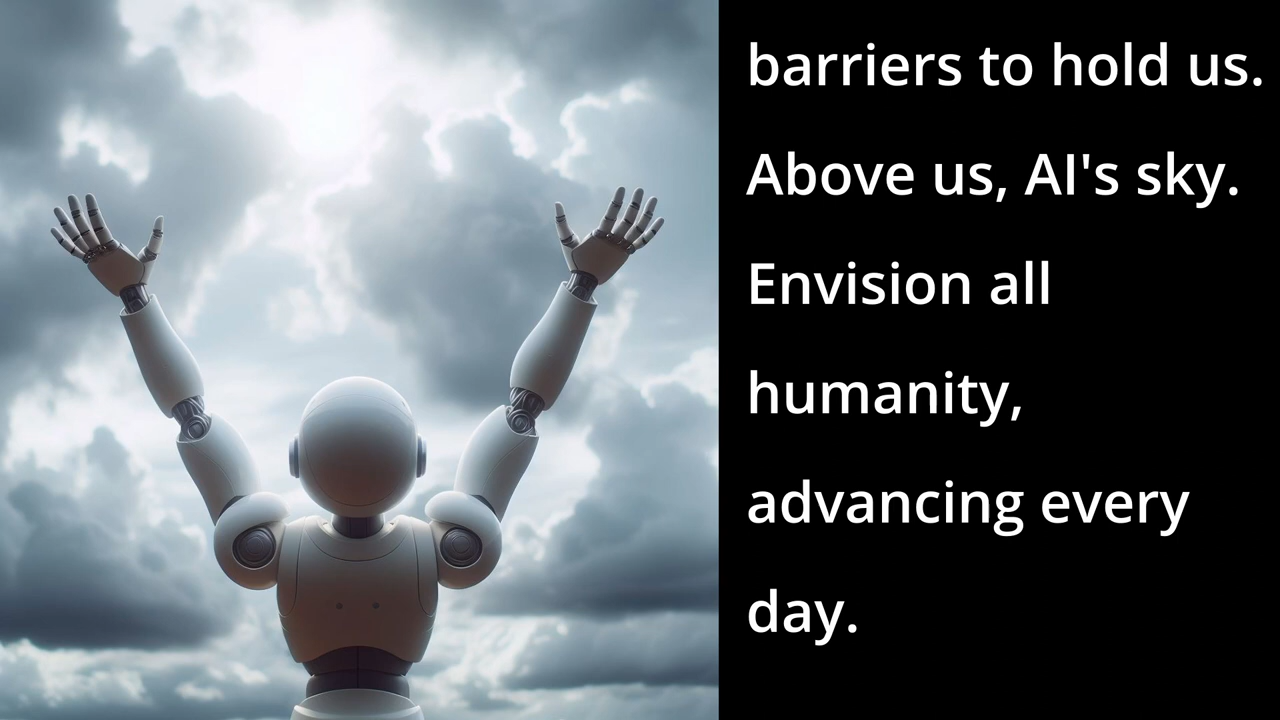 barriers to hold us.
Above us, AI's sky.
Envision all
humanity,
advancing every
day.